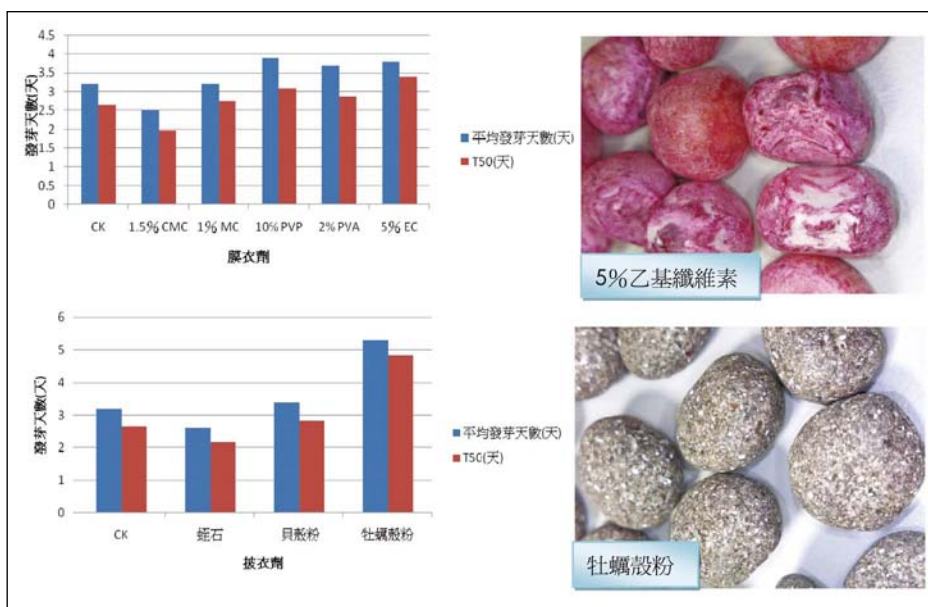 4.5
4
3.5
3
2.5
2
1.5
1
0.5
0
發芽天數(天)
CK 1.5% CMC 1% MC 10% PVP 2% PVA 5% EC
膜衣劑
平均發芽天數(天)
T50(天)
5%乙基纖維素
6
5
4
3
2
1
0
發芽天數(天)
CK 蛭石 貝殼粉 牡蠣殼粉
披衣劑
平均發芽天數(天)
T50(天)
牡蠣殼粉